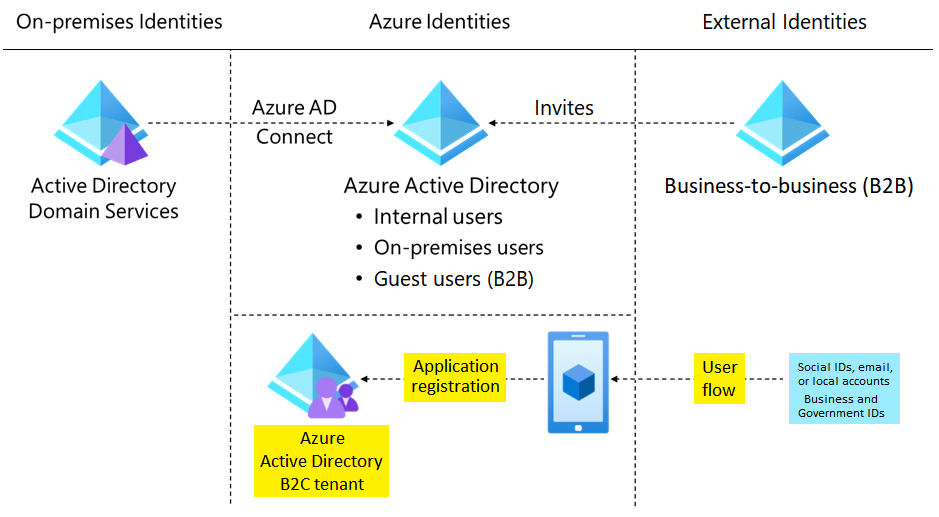 On-premises Identities
Azure Identities
External Identities
Azure AD
Connect
Invites
Active Directory
Domain Services
Azure Active Directory
• Internal users
• On-premises users
• Guest users (B2B)
Business-to-business (B2B)
Azure
Active Directory
B2C tenant
Application
registration
User
flow
Social IDs, email,
or local accounts
Business and
Government IDs